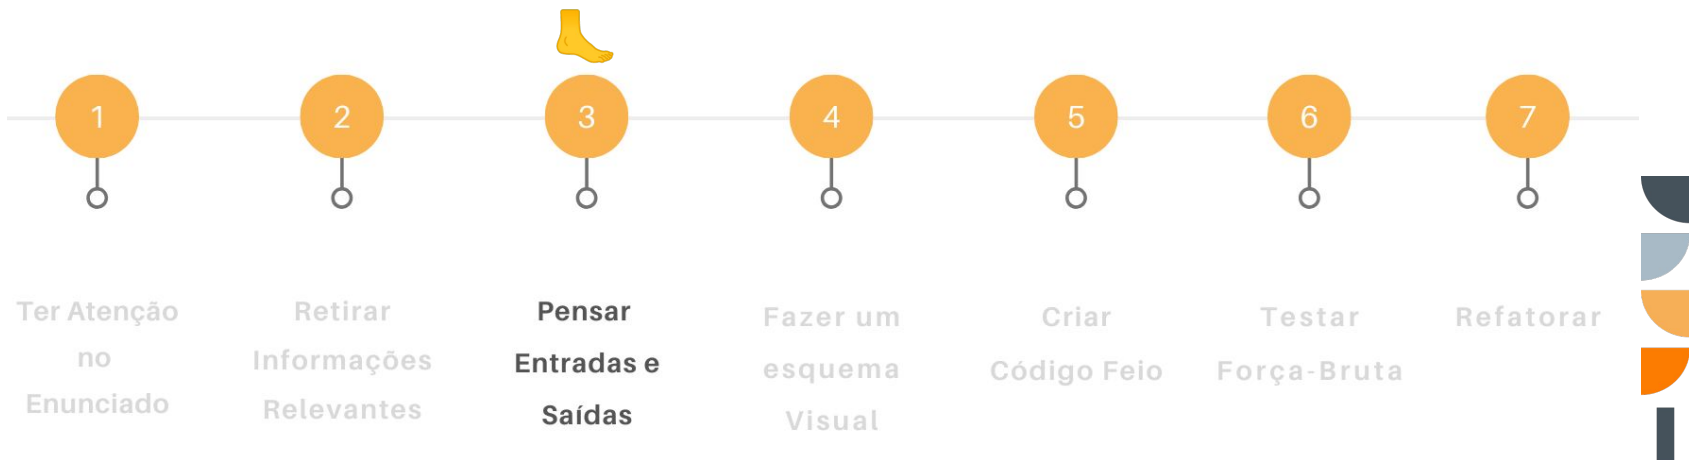 1
2
3
4
5
6
7
Ter Atenção
no
Enunciado
Retirar
Informações
Relevantes
Pensar
Entradas e
Saídas
Fazer um
esquema
Visual
Criar
Código Feio
Testar
Força-Bruta
Refatorar